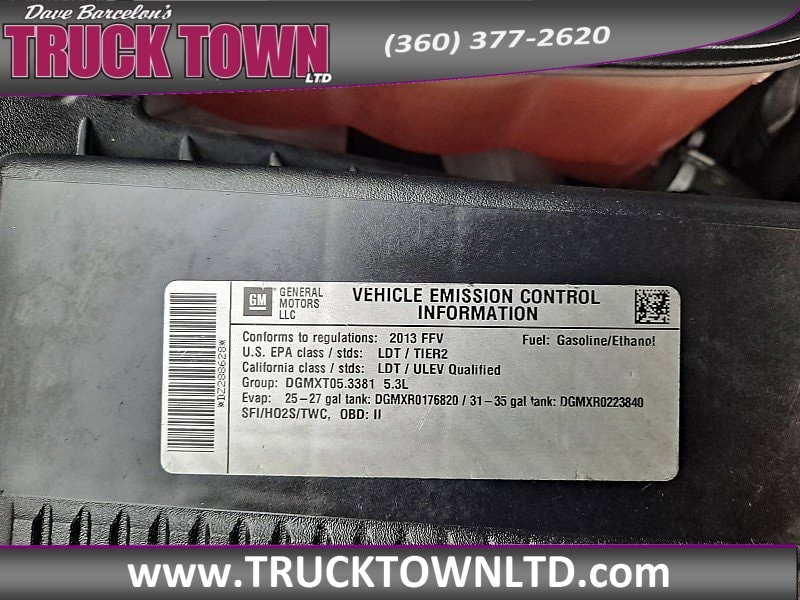 Dave Barcelon's
TRUCK TOWN
LTD
(360) 377-2620
GM
GENERAL
MOTORS
LLC
VEHICLE EMISSION CONTROL
INFORMATION
*DZ288628*
Conforms to regulations: 2013 FFV Fuel: Gasoline/Ethanol
U.S. EPA class / stds: LDT / TIER2
California class / stds: LDT / ULEV Qualified
Group: DGMXT05.3381 5.3L
Evap: 25-27 gal tank: DGMXR0176820 / 31-35 gal tank: DGMXR0223840
SFI/HO2S/TWC, OBD: II
www.TRUCKTOWNLTD.com